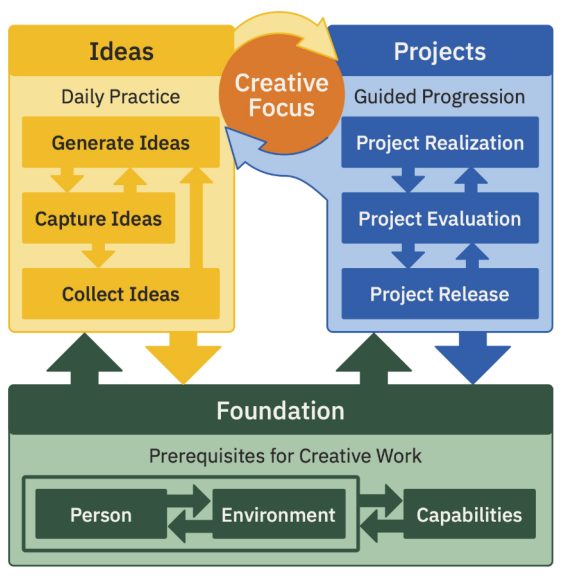 Ideas
Daily Practice
Generate Ideas
Capture Ideas
Collect Ideas
Creative
Focus
Projects
Guided Progression
Project Realization
Project Evaluation
Project Release
Foundation
Prerequisites for Creative Work
Person
Environment
Capabilities